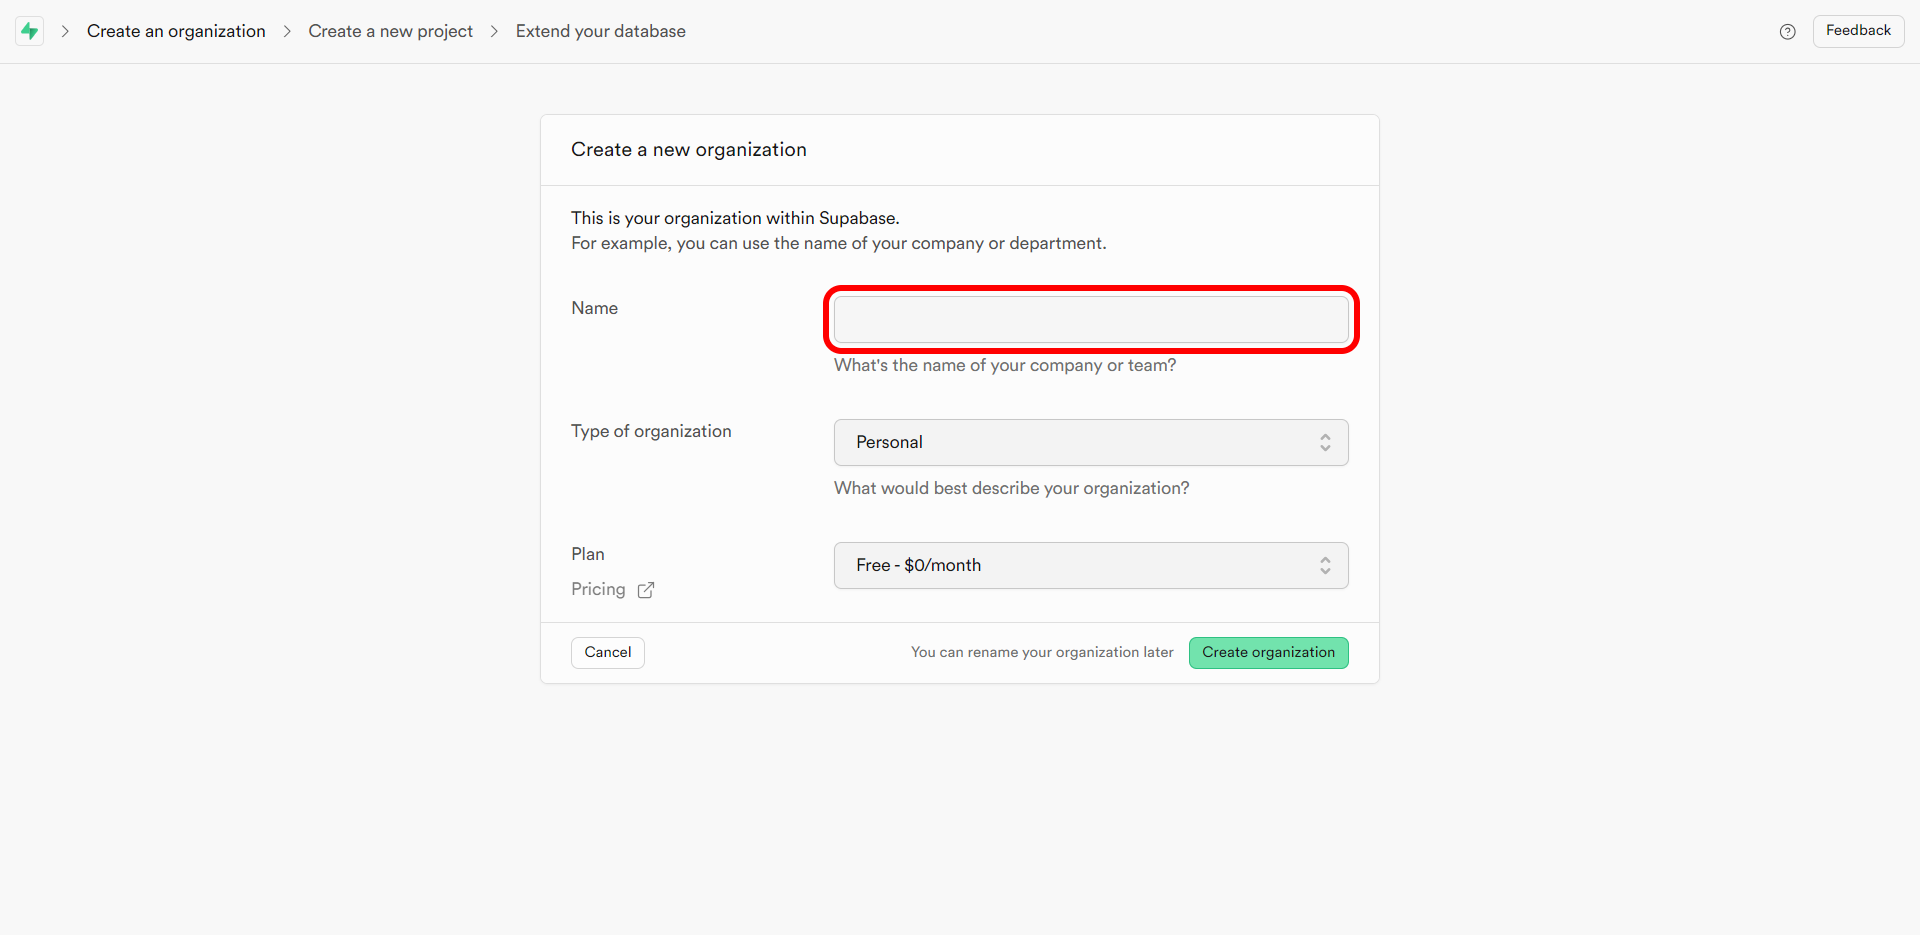 Create an organization
Create a new project
Extend your database
Feedback
Create a new organization
This is your organization within Supabase.
For example, you can use the name of your company or department.
Name
What's the name of your company or team?
Type of organization
Personal
What would best describe your organization?
Plan
Free - $0/month
Pricing
Cancel
You can rename your organization later
Create organization